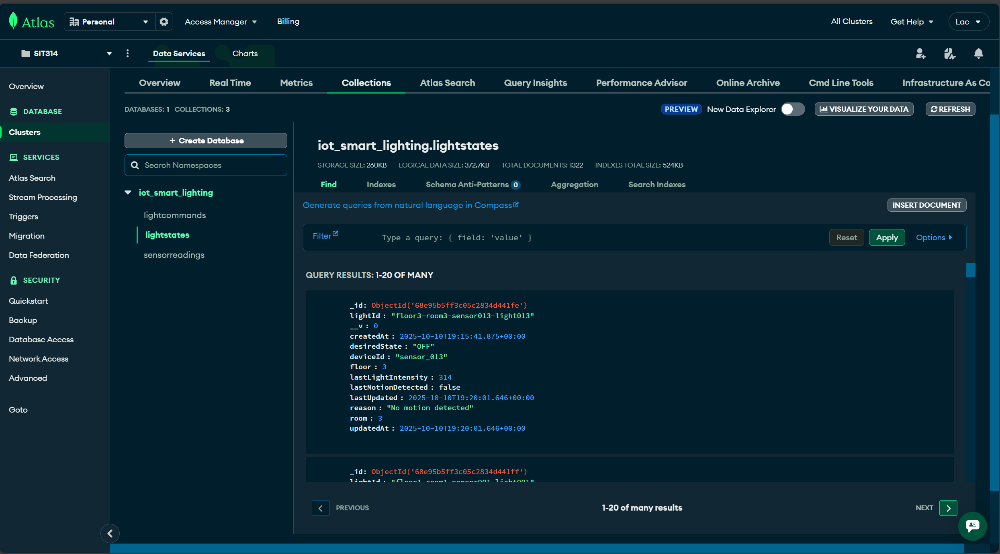 Atlas
Personal
Access Manager
Billing
All Clusters
Get Help
Lac
SIT314
Data Services
Charts
Overview
DATABASE
Clusters
SERVICES
Atlas Search
Stream Processing
Triggers
Migration
Data Federation
SECURITY
Quickstart
Backup
Database Access
Network Access
Advanced
Goto
Overview
Real Time
Metrics
Collections
Atlas Search
Query Insights
Performance Advisor
Online Archive
Cmd Line Tools
Infrastructure As Co
DATABASES: 1 COLLECTIONS: 3
PREVIEW New Data Explorer
VISUALIZE YOUR DATA
REFRESH
+ Create Database
Search Namespaces
iot_smart_lighting
lightcommands
lightstates
sensorreadings
iot_smart_lighting.lightstates
STORAGE SIZE: 260KB LOGICAL DATA SIZE: 372.7KB TOTAL DOCUMENTS: 1322 INDEXES TOTAL SIZE: 524KB
Find
Indexes
Schema Anti-Patterns 0
Aggregation
Search Indexes
Generate queries from natural language in Compass
INSERT DOCUMENT
Filter
Type a query: { field: 'value' }
Reset
Apply
Options
QUERY RESULTS: 1-20 OF MANY
_id: ObjectId('68e95b5ff3c05c2834d441fe')
lightId : "floor3-room3-sensor013-light013"
__v : 0
createdAt : 2025-10-10T19:15:41.875+00:00
desiredState : "OFF"
deviceId : "sensor_013"
floor : 3
lastLightIntensity : 314
lastMotionDetected : false
lastUpdated : 2025-10-10T19:20:01.646+00:00
reason : "No motion detected"
room : 3
updatedAt : 2025-10-10T19:20:01.646+00:00
_id: ObjectId('68e95b5ff3c05c2834d441ff')
lightId : "floor1-room1-sensor001-light001"
PREVIOUS
1-20 of many results
NEXT